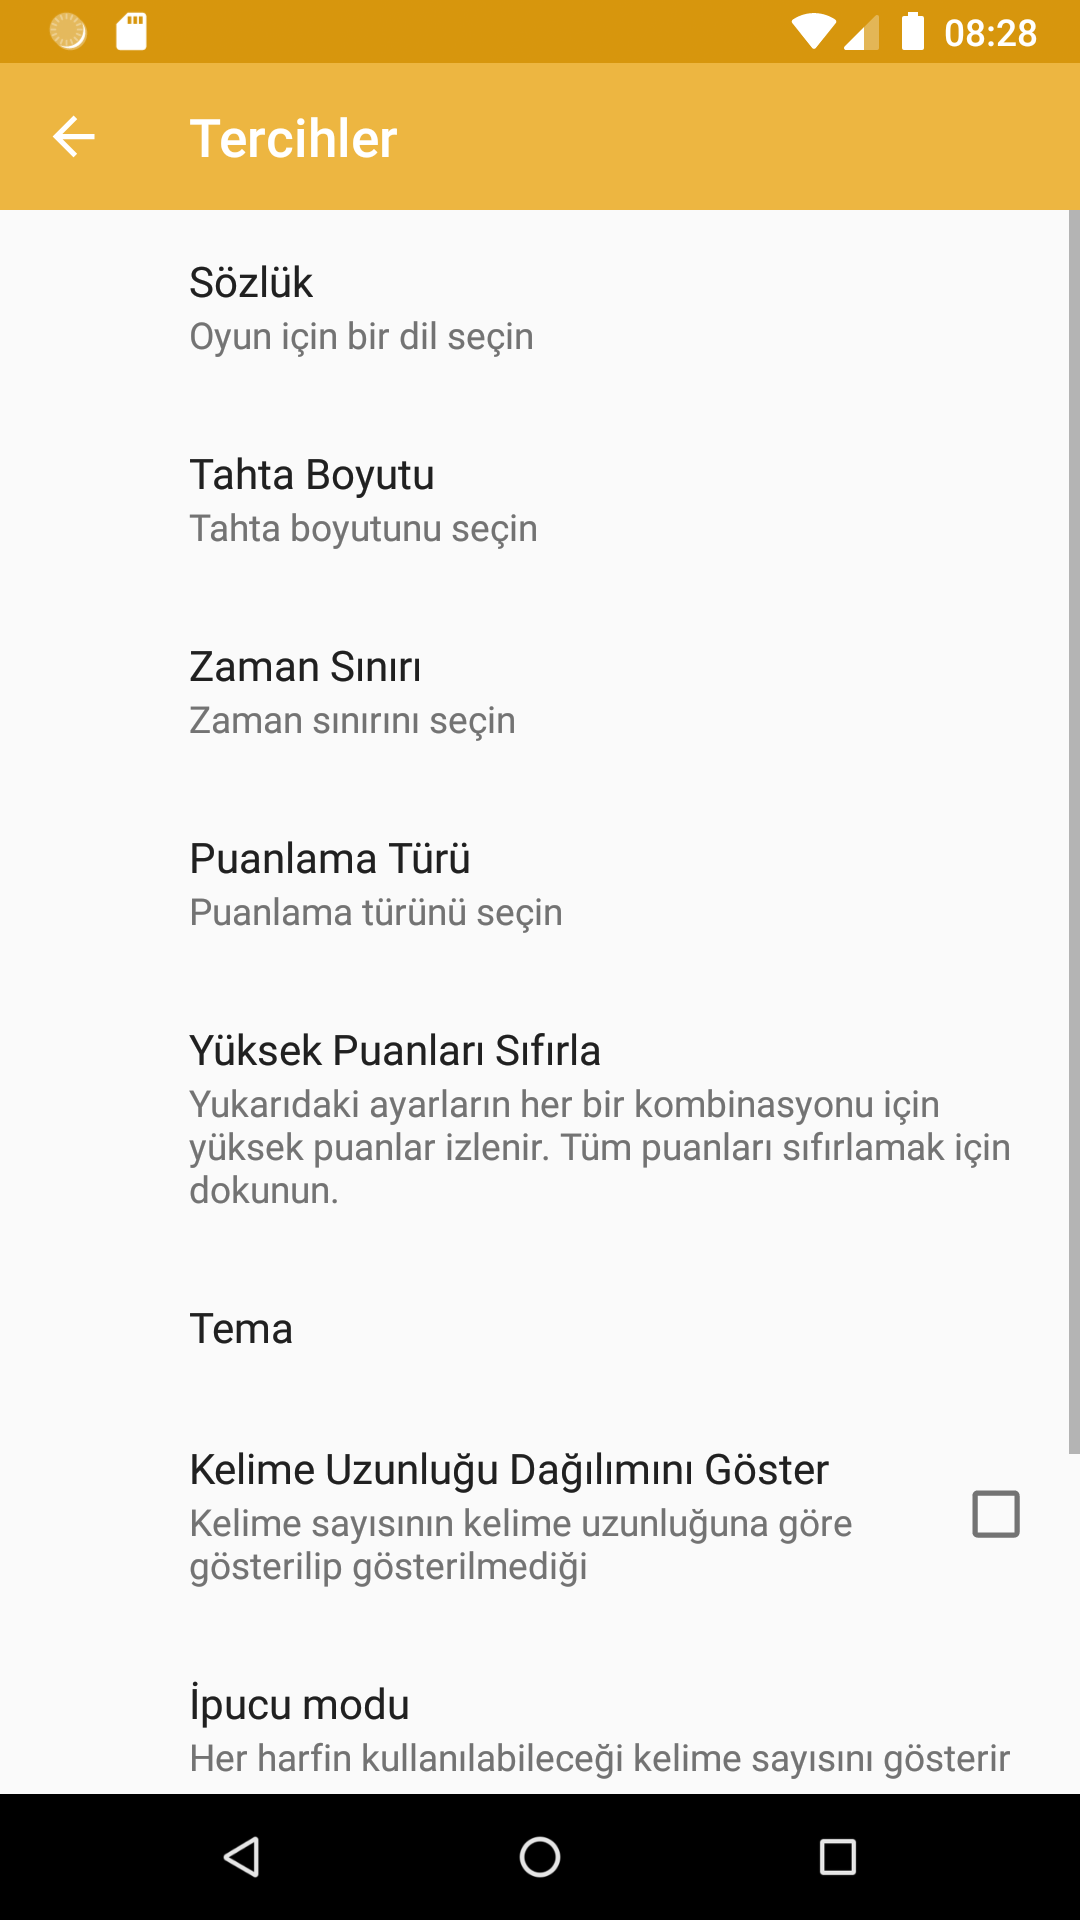 08:28
Tercihler
Sözlük
Oyun için bir dil seçin
Tahta Boyutu
Tahta boyutunu seçin
Zaman Sınırı
Zaman sınırını seçin
Puanlama Türü
Puanlama türünü seçin
Yüksek Puanları Sıfırla
Yukarıdaki ayarların her bir kombinasyonu için
yüksek puanlar izlenir. Tüm puanları sıfırlamak için
dokunun.
Tema
Kelime Uzunluğu Dağılımını Göster
Kelime sayısının kelime uzunluğuna göre
gösterilip gösterilmediği
İpucu modu
Her harfin kullanılabileceği kelime sayısını gösterir